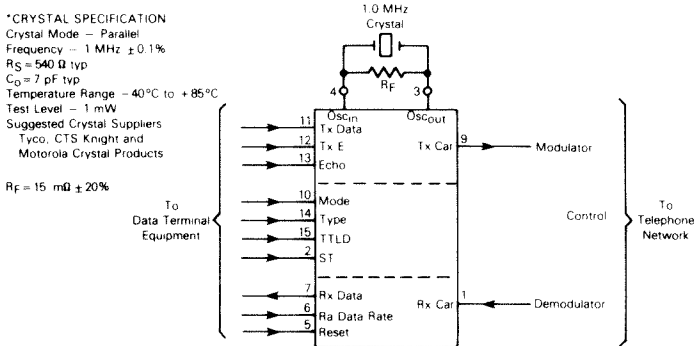 *CRYSTAL SPECIFICATION
Crystal Mode – Parallel
Frequency – 1 MHz ±0.1%
RS = 540 Ω typ
Co = 7 pF typ
Temperature Range –40°C to +85°C
Test Level – 1 mW
Suggested Crystal Suppliers
Tyco, CTS Knight and
Motorola Crystal Products
RF = 15 mΩ ± 20%
1.0 MHz
Crystal
RF
4
3
Oscin
Oscout
11
Tx Data
12
Tx E
13
Echo
10
Mode
14
Type
15
TTLD
2
ST
7
Rx Data
6
Ra Data Rate
5
Reset
Tx Car
9
Modulator
Rx Car
1
Demodulator
To
Data Terminal
Equipment
Control
To
Telephone
Network